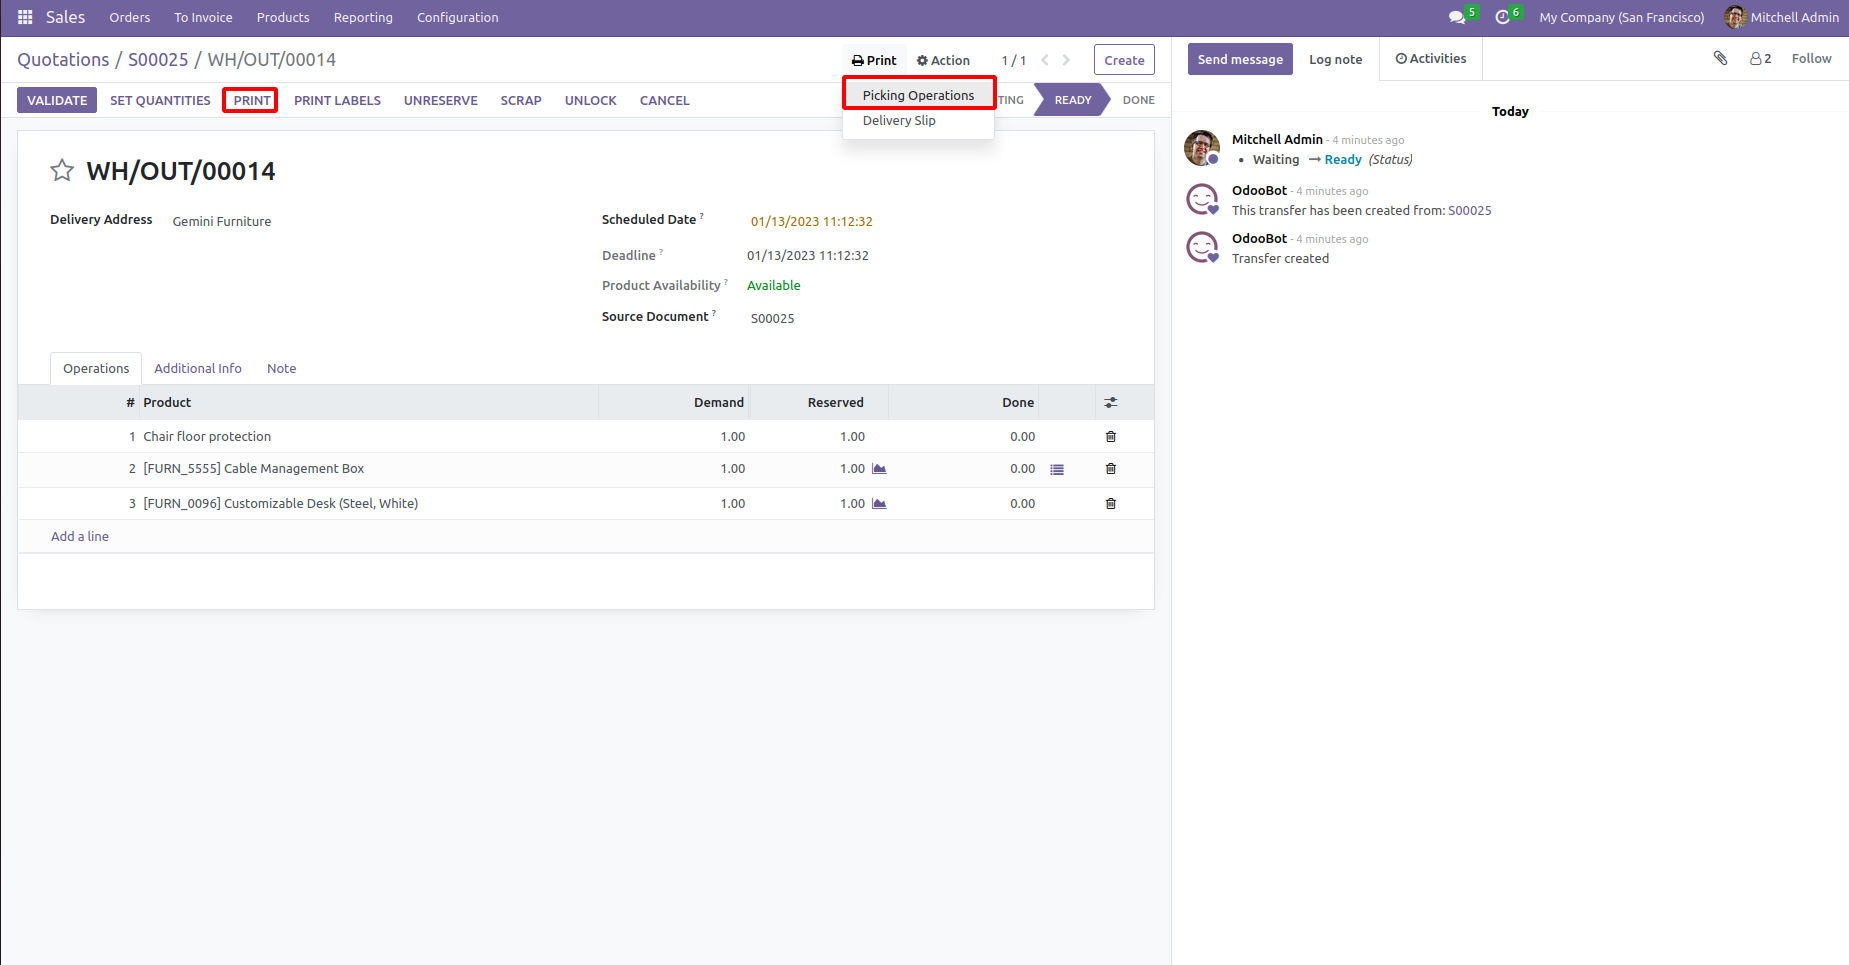 Sales Orders To Invoice Products Reporting Configuration 5 6 My Company (San Francisco) Mitchell Admin
Quotations / S00025 / WH/OUT/00014 Print Action 1 / 1 Create
VALIDATE SET QUANTITIES PRINT PRINT LABELS UNRESERVE SCRAP UNLOCK CANCEL TING READY DONE
Picking Operations
Delivery Slip
WH/OUT/00014
Delivery Address Gemini Furniture
Scheduled Date ? 01/13/2023 11:12:32
Deadline ? 01/13/2023 11:12:32
Product Availability ? Available
Source Document ? S00025
Operations Additional Info Note
# Product Demand Reserved Done
1 Chair floor protection 1.00 1.00 0.00
2 [FURN_5555] Cable Management Box 1.00 1.00 0.00
3 [FURN_0096] Customizable Desk (Steel, White) 1.00 1.00 0.00
Add a line
Send message Log note Activities 2 Follow
Today
Mitchell Admin - 4 minutes ago
• Waiting → Ready (Status)
OdooBot - 4 minutes ago
This transfer has been created from: S00025
OdooBot - 4 minutes ago
Transfer created